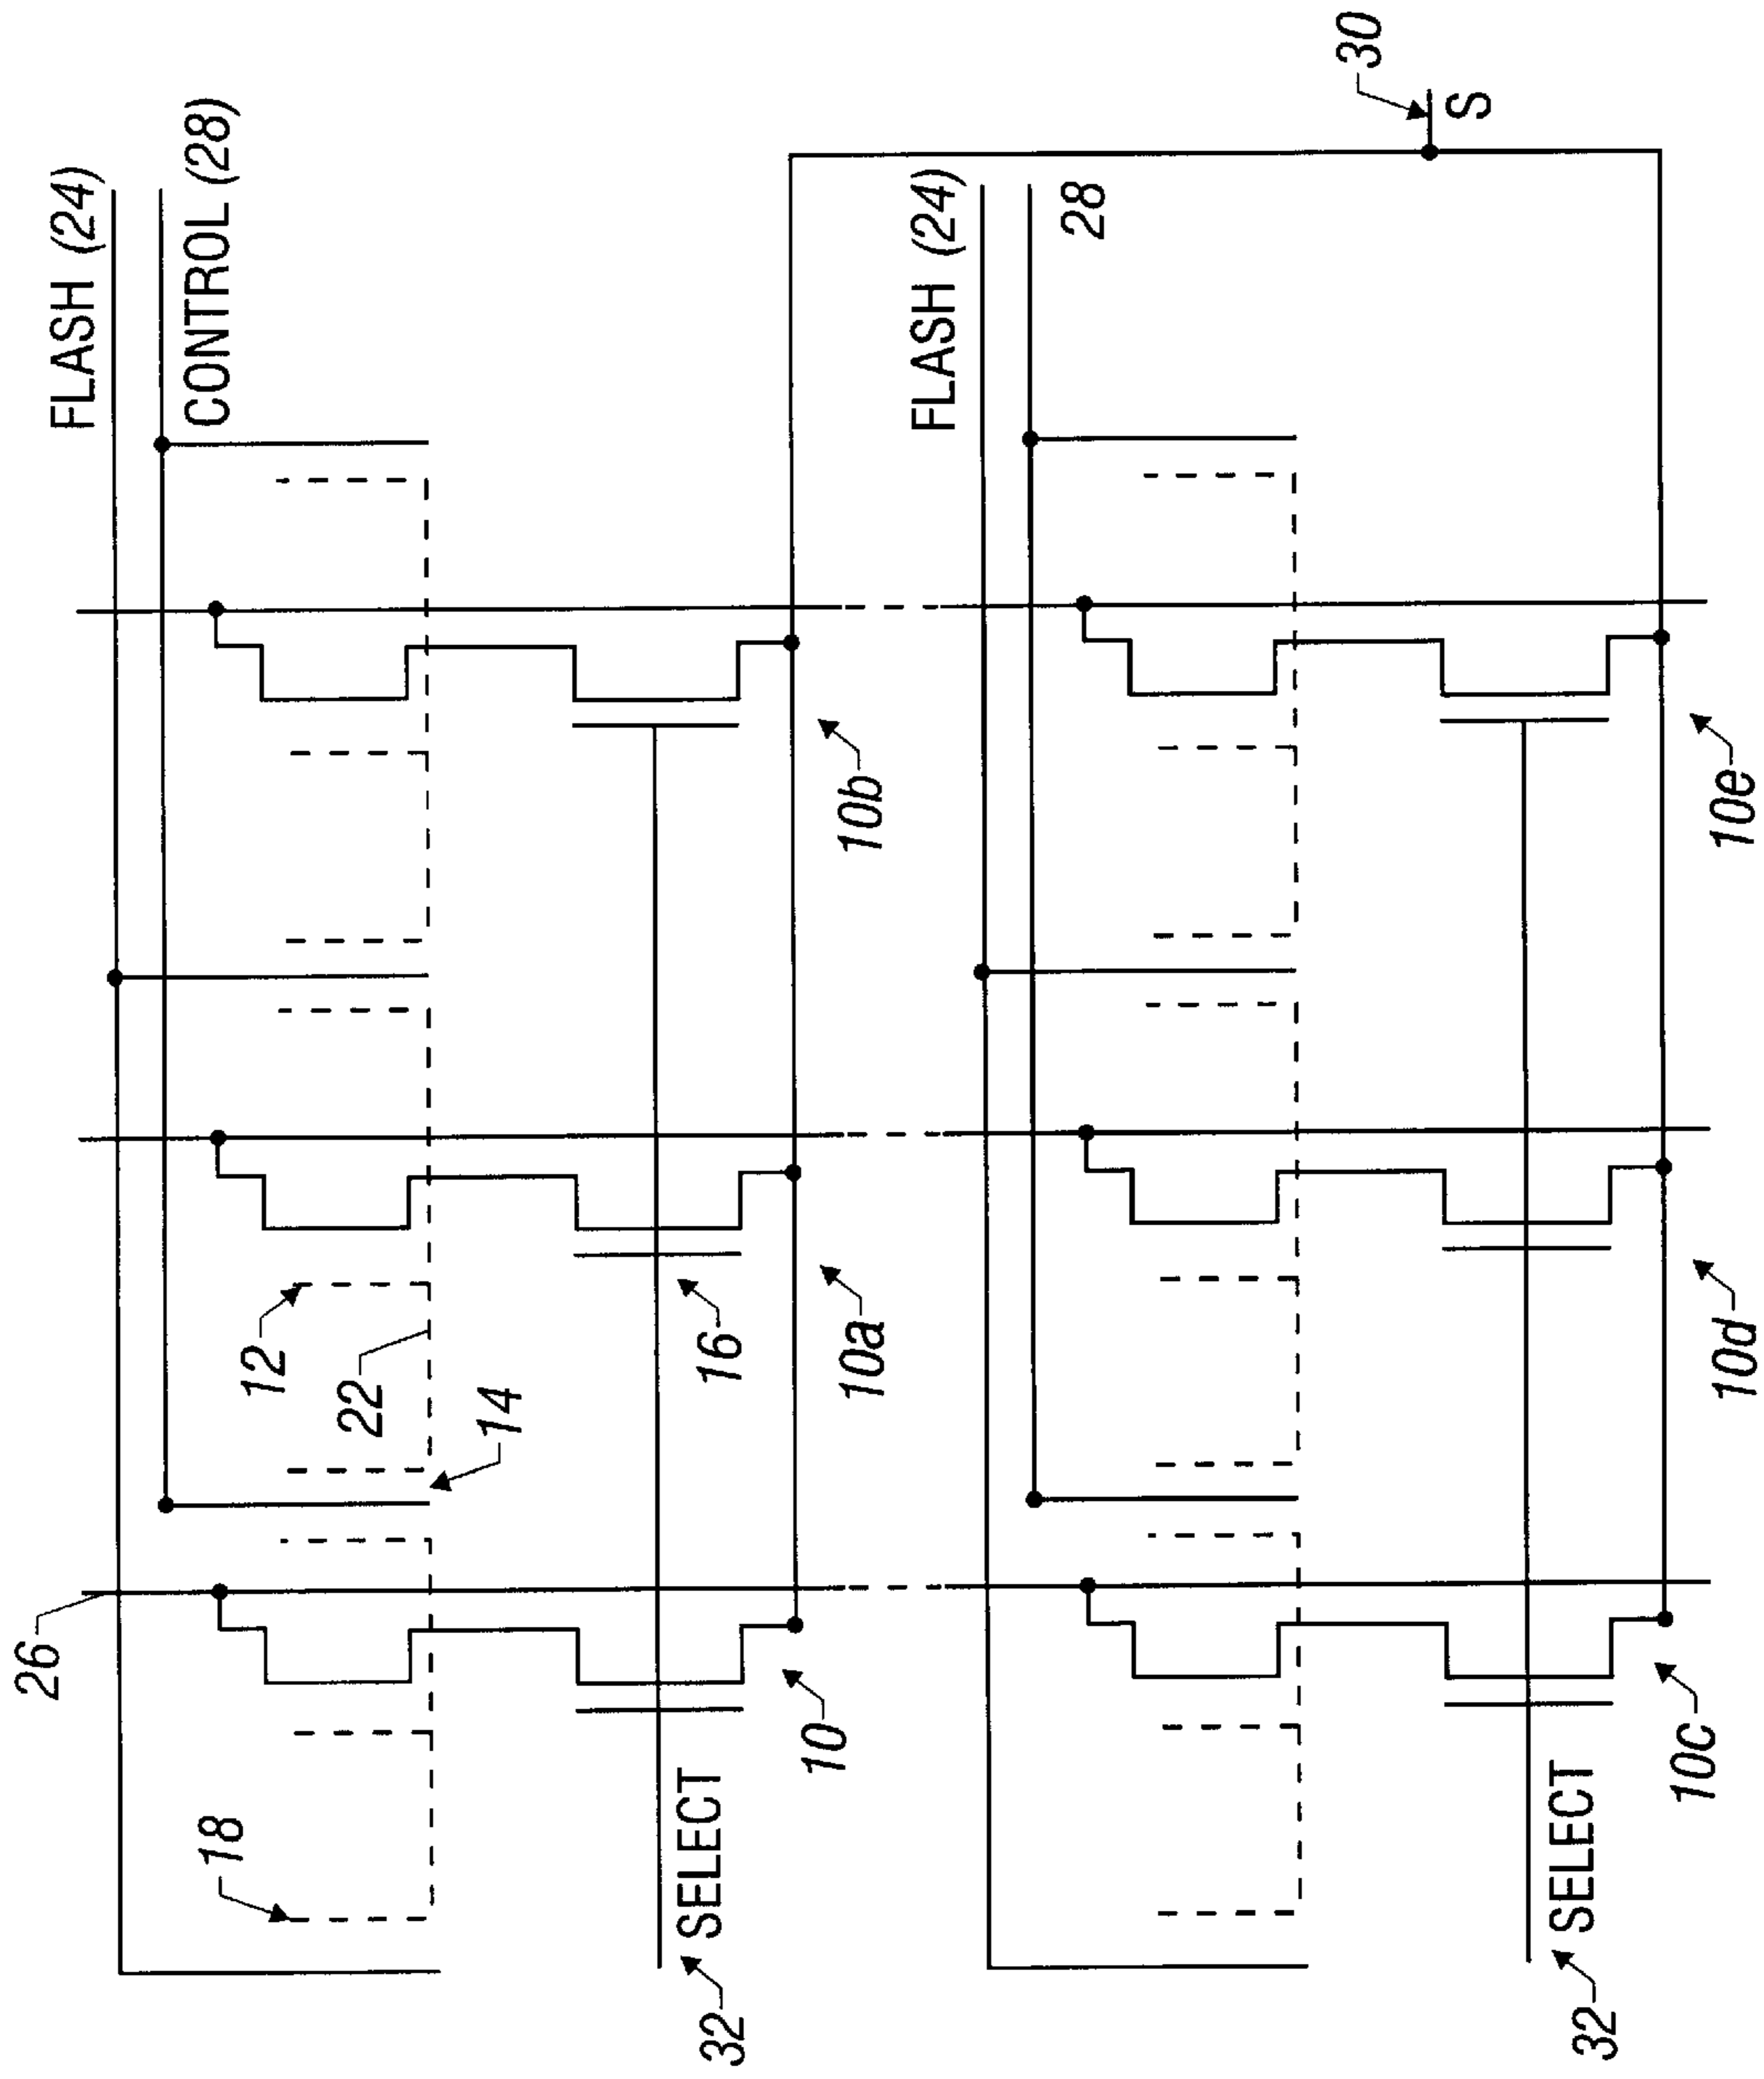 26
FLASH (24)
CONTROL (28)
18
12
22
14
32
SELECT
16
10
10a
10b
FLASH (24)
28
30
S
32
SELECT
10c
10d
10e